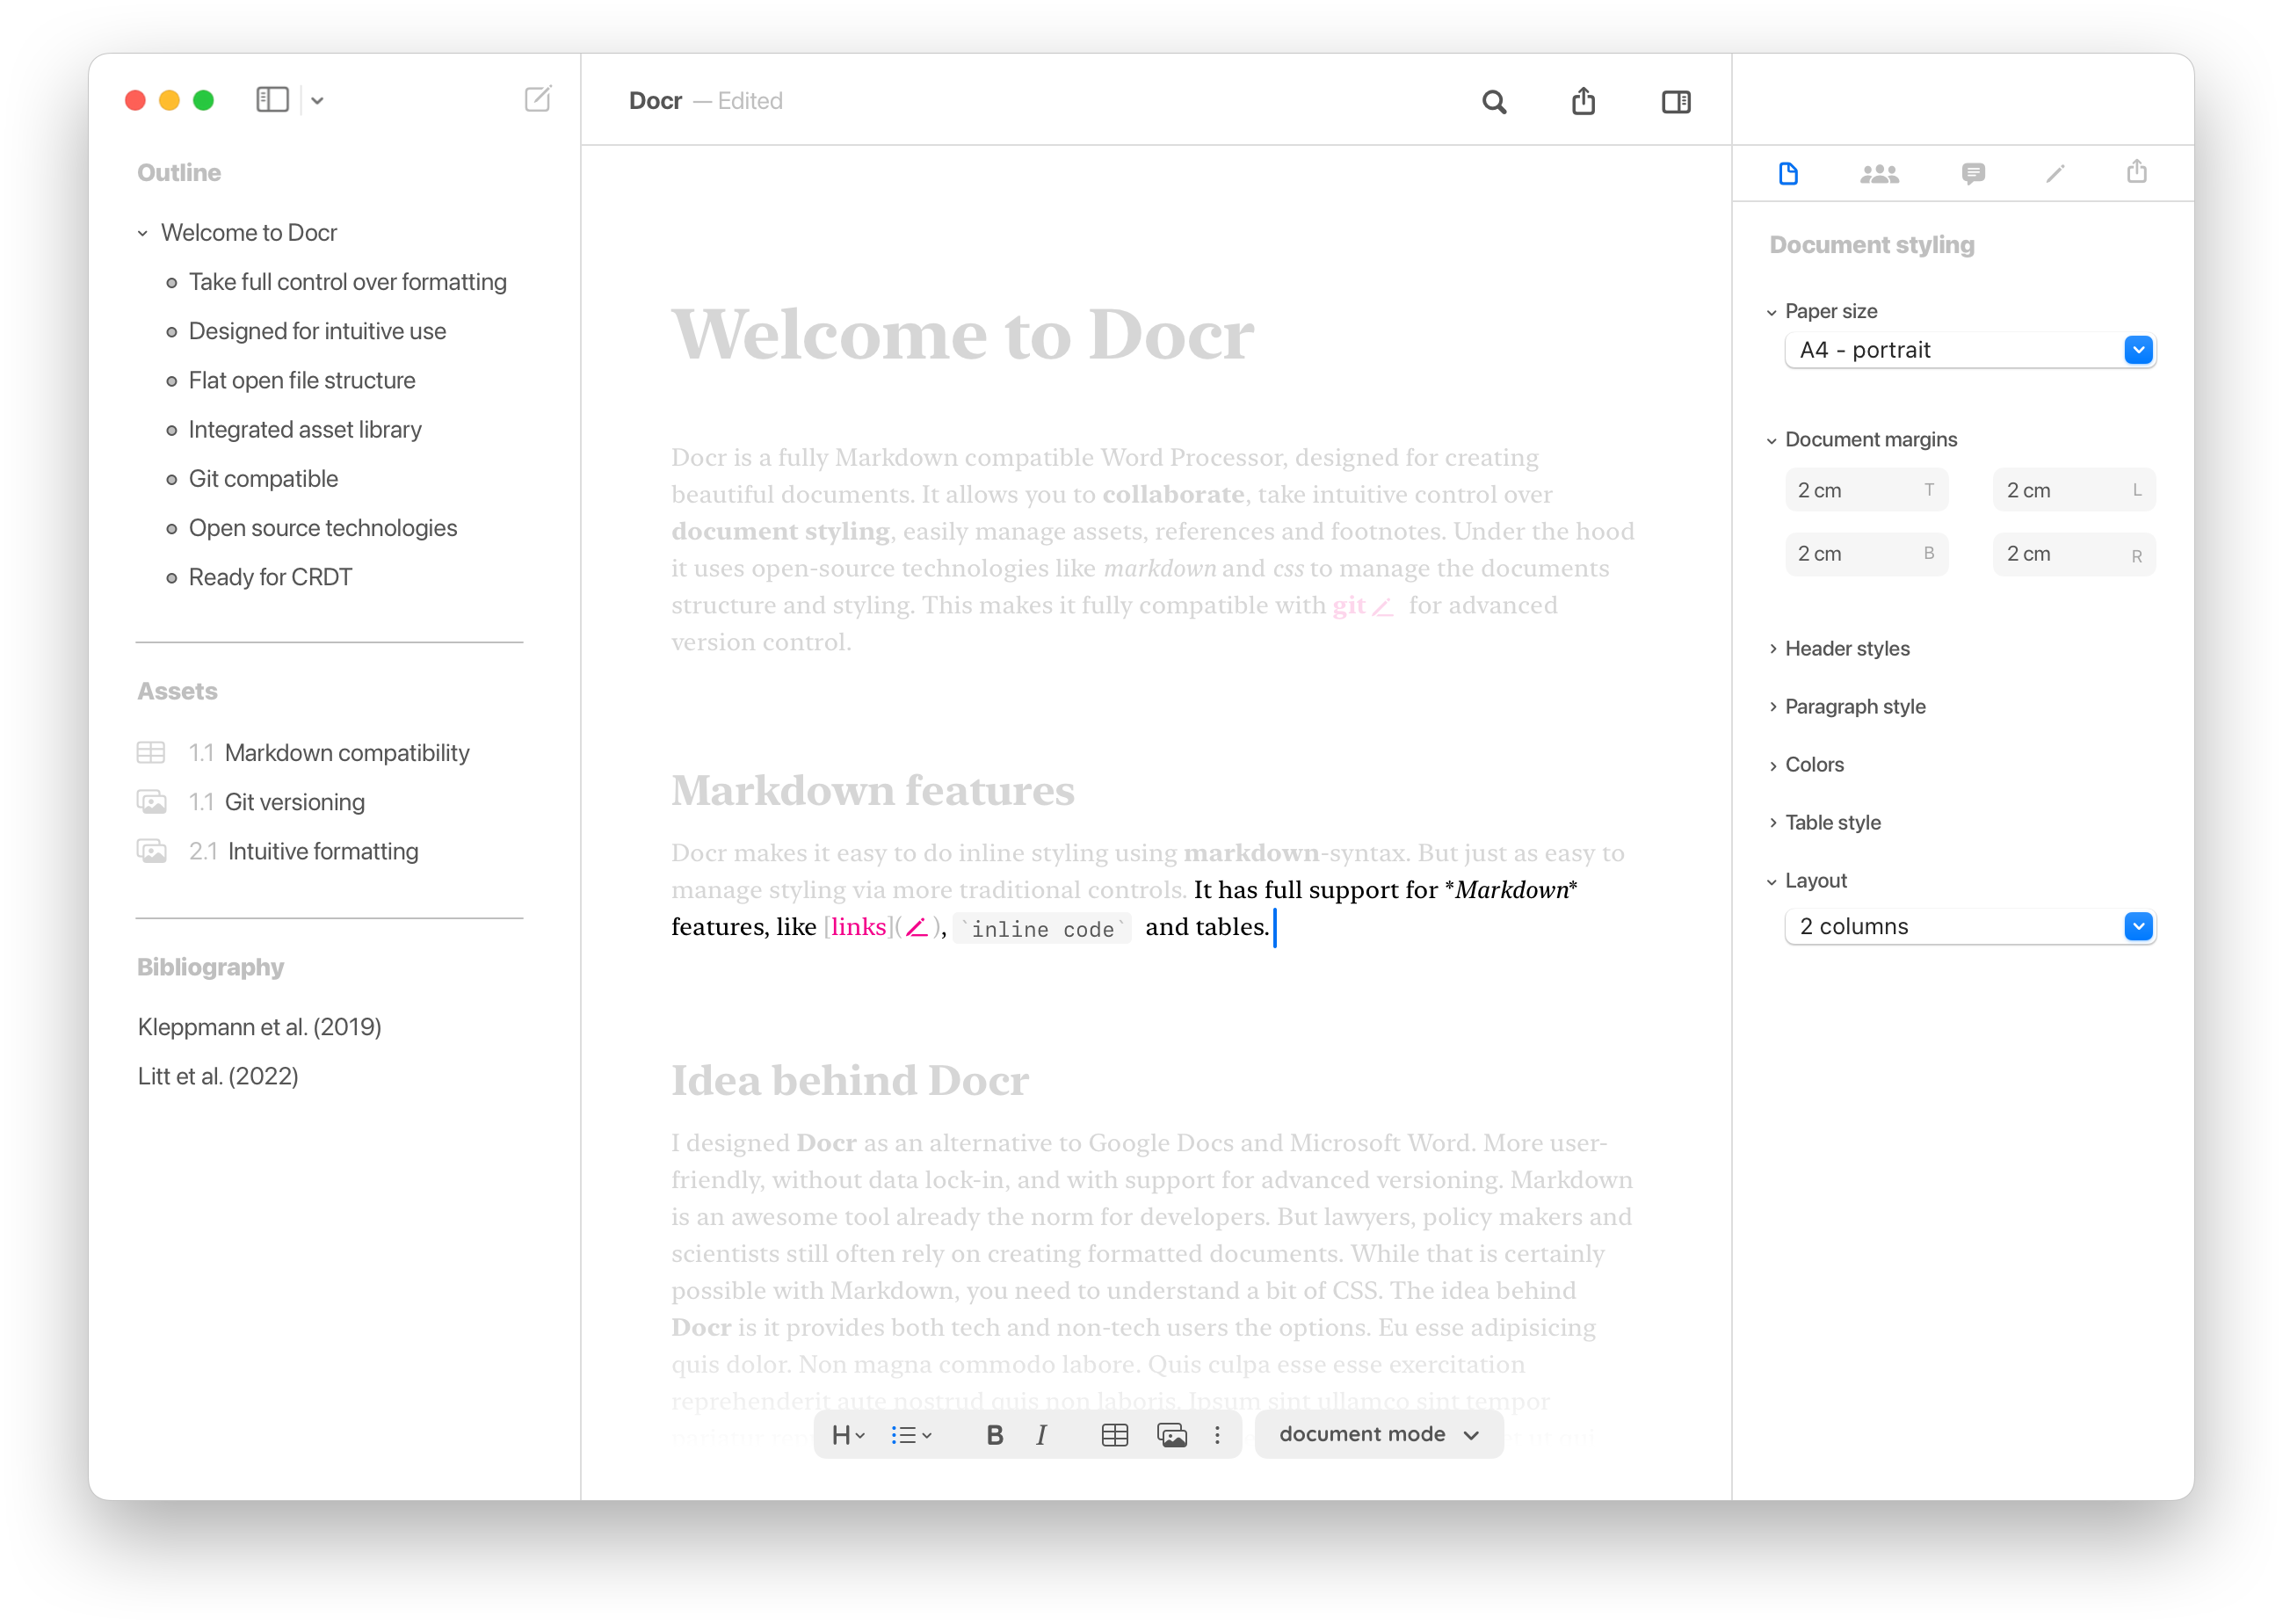 Docr — Edited
Outline
Welcome to Docr
Take full control over formatting
Designed for intuitive use
Flat open file structure
Integrated asset library
Git compatible
Open source technologies
Ready for CRDT
Assets
1.1 Markdown compatibility
1.1 Git versioning
2.1 Intuitive formatting
Bibliography
Kleppmann et al. (2019)
Litt et al. (2022)
Welcome to Docr
Docr is a fully Markdown compatible Word Processor, designed for creating
beautiful documents. It allows you to collaborate, take intuitive control over
document styling, easily manage assets, references and footnotes. Under the hood
it uses open-source technologies like markdown and css to manage the documents
structure and styling. This makes it fully compatible with git for advanced
version control.
Markdown features
Docr makes it easy to do inline styling using markdown-syntax. But just as easy to
manage styling via more traditional controls. It has full support for *Markdown*
features, like [links]( ), `inline code` and tables.
Idea behind Docr
I designed Docr as an alternative to Google Docs and Microsoft Word. More user-
friendly, without data lock-in, and with support for advanced versioning. Markdown
is an awesome tool already the norm for developers. But lawyers, policy makers and
scientists still often rely on creating formatted documents. While that is certainly
possible with Markdown, you need to understand a bit of CSS. The idea behind
Docr is it provides both tech and non-tech users the options. Eu esse adipisicing
quis dolor. Non magna commodo labore. Quis culpa esse esse exercitation
reprehenderit aute nostrud quis non laboris. Ipsum sint ullamco sint tempor
pariatur
H B I document mode
Document styling
Paper size
A4 - portrait
Document margins
2 cm T 2 cm L
2 cm B 2 cm R
Header styles
Paragraph style
Colors
Table style
Layout
2 columns